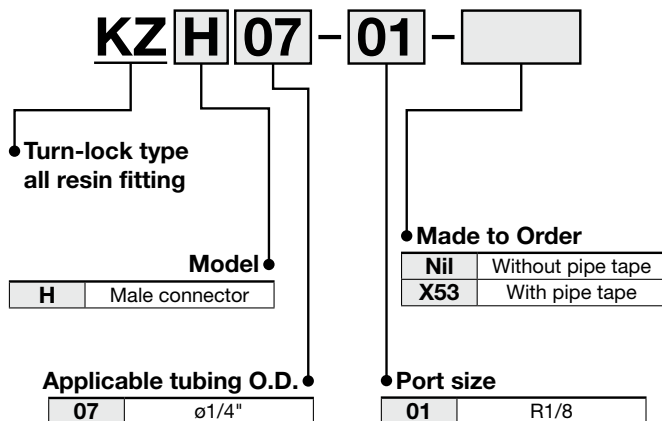 KZ H 07 – 01 –
Turn-lock type
all resin fitting
Made to Order
Nil Without pipe tape
X53 With pipe tape
Model
H Male connector
Applicable tubing O.D.
07 ø1/4"
Port size
01 R1/8